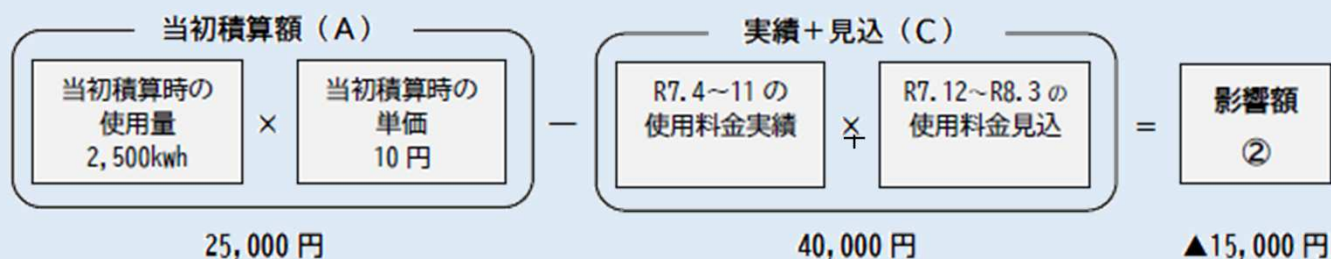 当初積算額（A） 実績＋見込（C）
当初積算時の 当初積算時の R7.4～11の R7.12～R8.3の 影響額
使用量 × 単価 － 使用料金実績 × + 使用料金見込 = ②
2,500kwh 10円
25,000円 40,000円 ▲15,000円